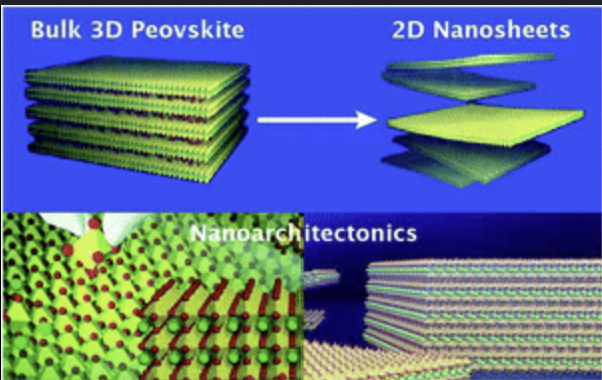 Bulk 3D Peovskite
2D Nanosheets
Nanoarchitectonics